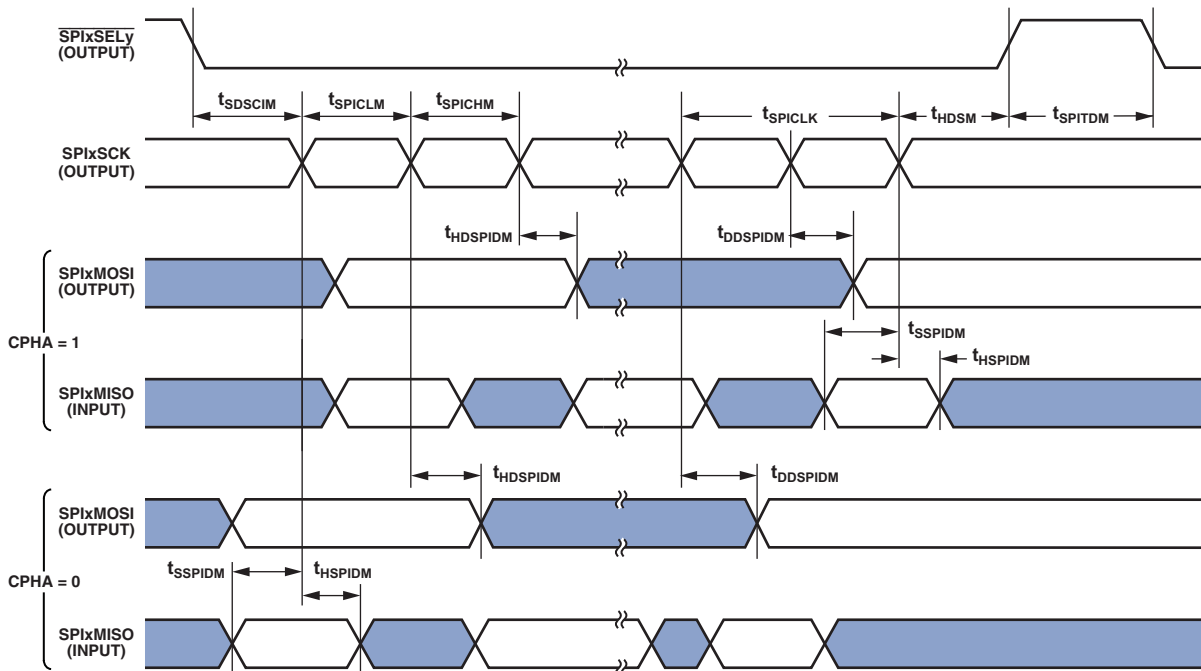 SPIxSELy
(OUTPUT)
tSDSCIM tSPICLM tSPICHM tSPICLK tHDSM tSPITDM
SPIxSCK
(OUTPUT)
tHDSPIDM tDDSPIDM
SPIxMOSI
(OUTPUT)
tSSPIDM
CPHA = 1
tHSPIDM
SPIxMISO
(INPUT)
tHDSPIDM tDDSPIDM
SPIxMOSI
(OUTPUT)
CPHA = 0
tSSPIDM tHSPIDM
SPIxMISO
(INPUT)